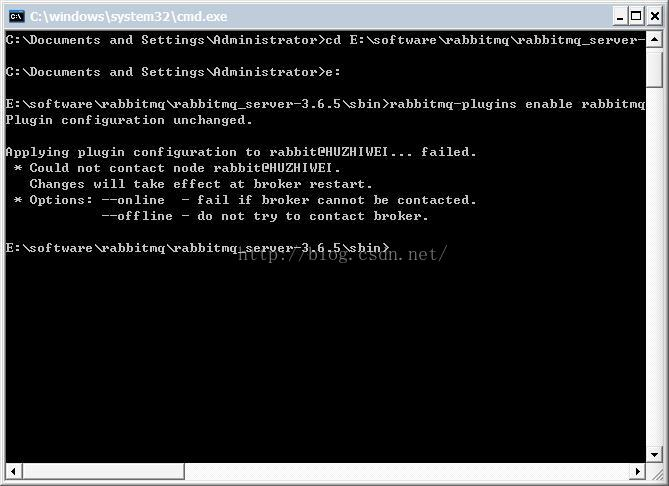 C:\windows\system32\cmd.exe
C:\Documents and Settings\Administrator>cd E:\software\rabbitmq\rabbitmq_server-
C:\Documents and Settings\Administrator>e:
E:\software\rabbitmq\rabbitmq_server-3.6.5\sbin>rabbitmq-plugins enable rabbitmq
Plugin configuration unchanged.
Applying plugin configuration to rabbit@HUZHIWEI... failed.
* Could not contact node rabbit@HUZHIWEI.
Changes will take effect at broker restart.
* Options: --online - fail if broker cannot be contacted.
--offline - do not try to contact broker.
E:\software\rabbitmq\rabbitmq_server-3.6.5\sbin>
http://blog.csdn.net/